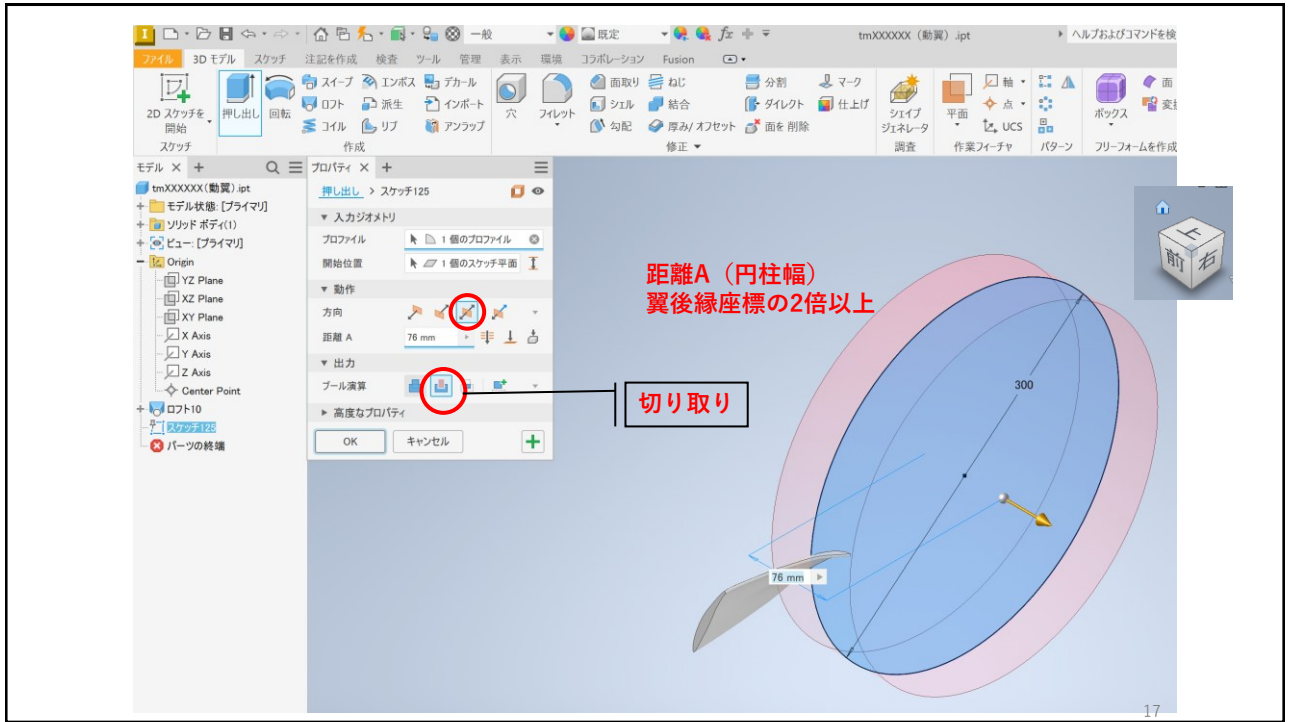 一般
既定
fx
tmXXXXXX (動翼) .ipt
ヘルプおよびコマンドを検
ファイル 3D モデル スケッチ 注記を作成 検査 ツール 管理 表示 環境 コラボレーション Fusion
2D スケッチを
開始
押し出し
回転
スイープ エンボス デカール
ロフト 派生 インポート
コイル リブ アンラップ
穴
フィレット
面取り ねじ 分割 マーク
シェル 結合 ダイレクト 仕上げ
勾配 厚み/オフセット 面を 削除
シェイプ
ジェネレータ
平面
軸
点
UCS
ボックス
面
変換
スケッチ 作成 修正 調査 作業フィーチャ パターン フリーフォームを作成
モデル × +
tmXXXXXX(動翼).ipt
モデル状態: [プライマリ]
ソリッド ボディ(1)
ビュー: [プライマリ]
Origin
YZ Plane
XZ Plane
XY Plane
X Axis
Y Axis
Z Axis
Center Point
ロフト10
スケッチ125
パーツの終端
プロパティ × +
押し出し > スケッチ125
入力ジオメトリ
プロファイル 1 個のプロファイル
開始位置 1 個のスケッチ平面
動作
方向
距離 A 76 mm
出力
ブール演算
高度なプロパティ
OK キャンセル
切り取り
距離A（円柱幅）
翼後縁座標の2倍以上
上
前
右
300
76 mm
17